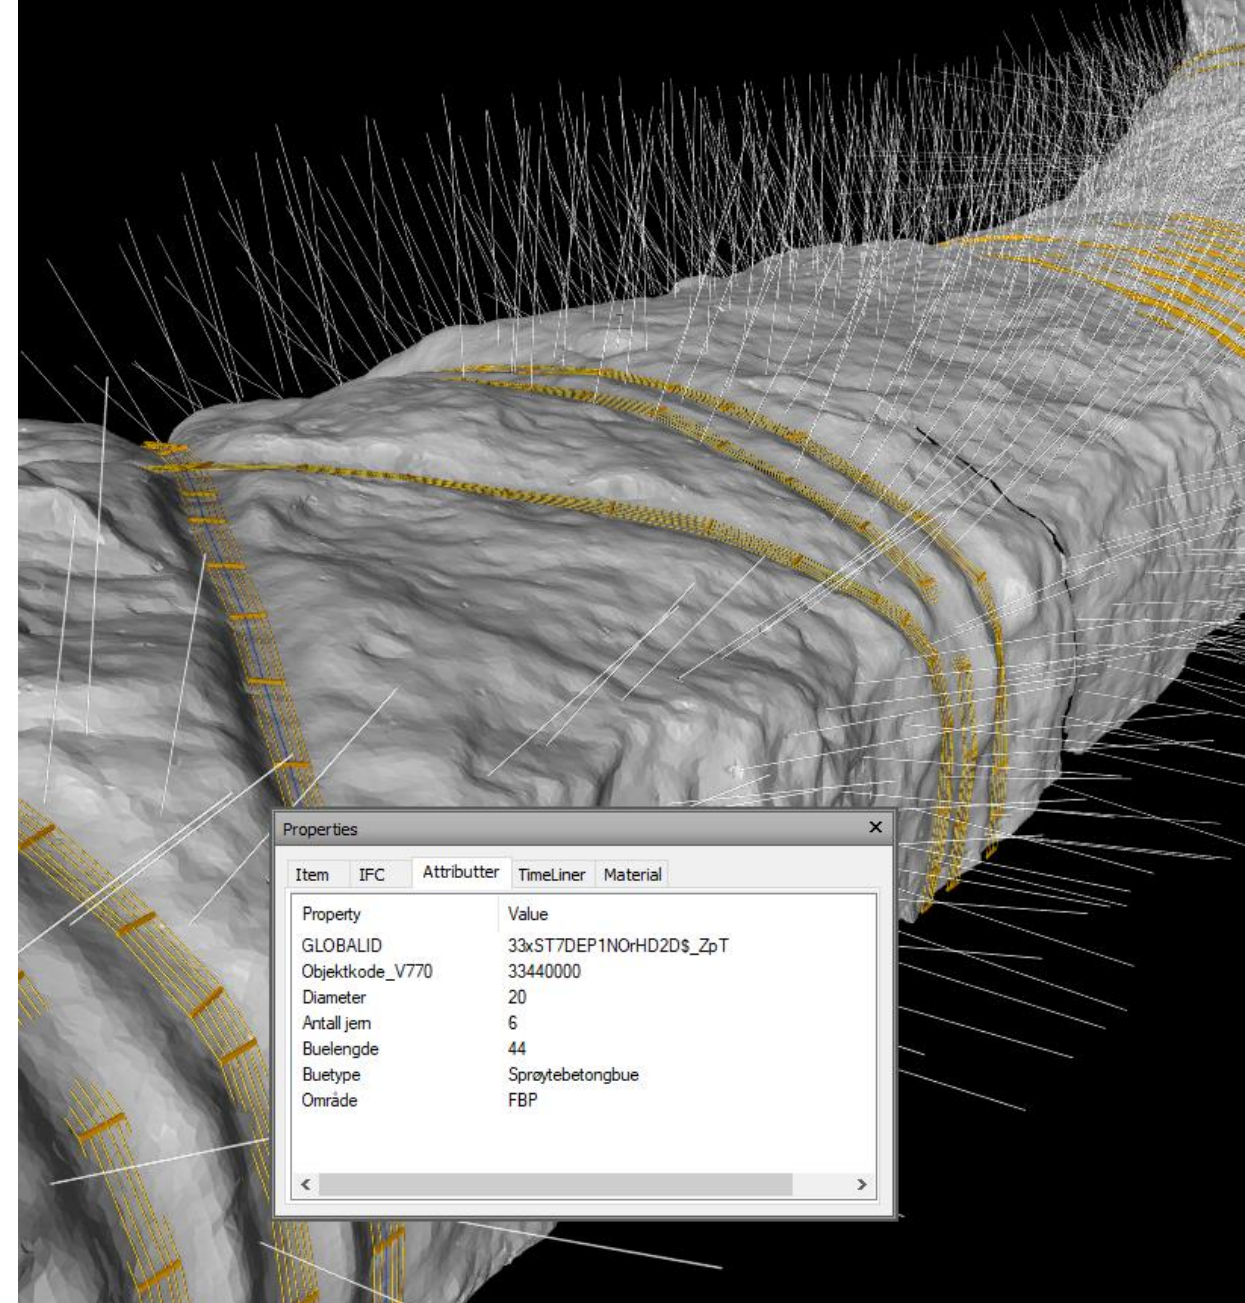 Properties
Item IFC Attributter TimeLiner Material
Property Value
GLOBALID 33xST7DEP1NOrHD2D$_ZpT
Objektkode_V770 33440000
Diameter 20
Antall jern 6
Buelengde 44
Buetype Sprøytebetongbue
Område FBP